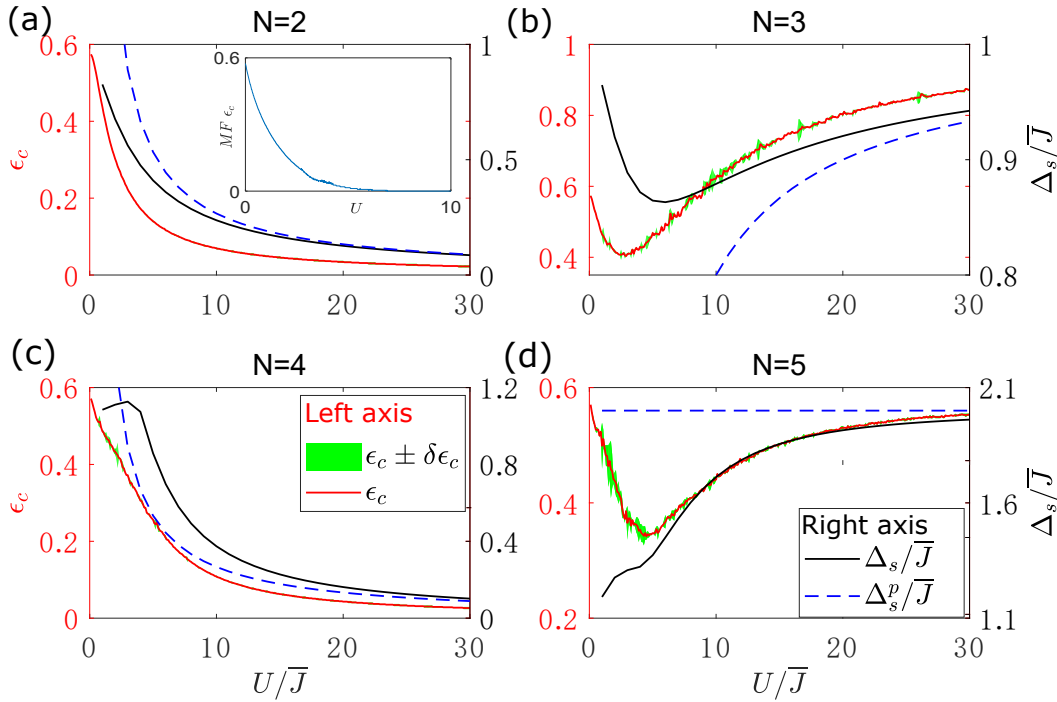 (a) N=2
0.6
0.4
0.2
0
ϵc
1
0.5
0
0 10 20 30
0.6
MF ϵc
0
0 U 10
(b) N=3
1
0.8
0.6
0.4
1
0.9
0.8
Δs/J̅
0 10 20 30
(c) N=4
0.6
0.4
0.2
0
ϵc
1.2
0.8
0.4
0
0 10 20 30
U/J̅
Left axis
ϵc ± δϵc
ϵc
(d) N=5
0.8
0.6
0.4
0.2
2.1
1.6
1.1
Δs/J̅
0 10 20 30
U/J̅
Right axis
Δs/J̅
Δsp/J̅